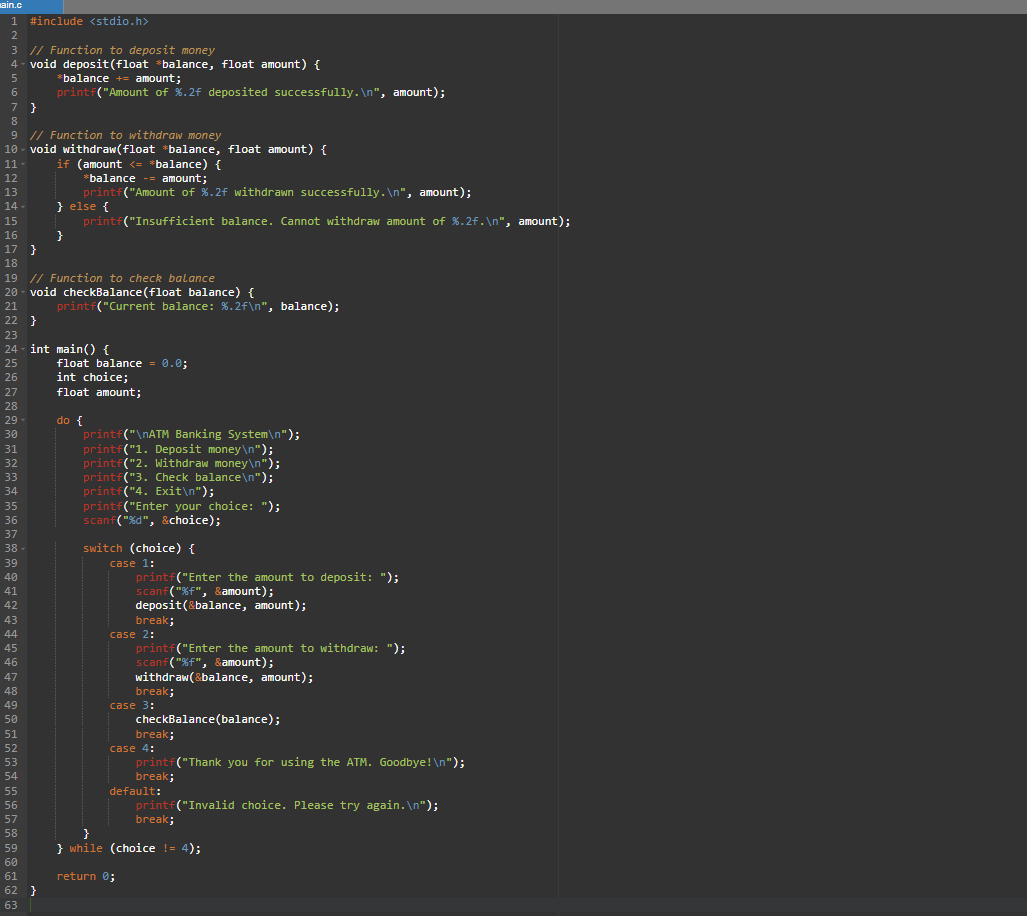 ain.c
1 #include <stdio.h>
2
3 // Function to deposit money
4 void deposit(float *balance, float amount) {
5     *balance += amount;
6     printf("Amount of %.2f deposited successfully.\n", amount);
7 }
8
9 // Function to withdraw money
10 void withdraw(float *balance, float amount) {
11     if (amount <= *balance) {
12         *balance -= amount;
13         printf("Amount of %.2f withdrawn successfully.\n", amount);
14     } else {
15         printf("Insufficient balance. Cannot withdraw amount of %.2f.\n", amount);
16     }
17 }
18
19 // Function to check balance
20 void checkBalance(float balance) {
21     printf("Current balance: %.2f\n", balance);
22 }
23
24 int main() {
25     float balance = 0.0;
26     int choice;
27     float amount;
28
29     do {
30         printf("\nATM Banking System\n");
31         printf("1. Deposit money\n");
32         printf("2. Withdraw money\n");
33         printf("3. Check balance\n");
34         printf("4. Exit\n");
35         printf("Enter your choice: ");
36         scanf("%d", &choice);
37
38         switch (choice) {
39             case 1:
40                 printf("Enter the amount to deposit: ");
41                 scanf("%f", &amount);
42                 deposit(&balance, amount);
43                 break;
44             case 2:
45                 printf("Enter the amount to withdraw: ");
46                 scanf("%f", &amount);
47                 withdraw(&balance, amount);
48                 break;
49             case 3:
50                 checkBalance(balance);
51                 break;
52             case 4:
53                 printf("Thank you for using the ATM. Goodbye!\n");
54                 break;
55             default:
56                 printf("Invalid choice. Please try again.\n");
57                 break;
58         }
59     } while (choice != 4);
60
61     return 0;
62 }
63